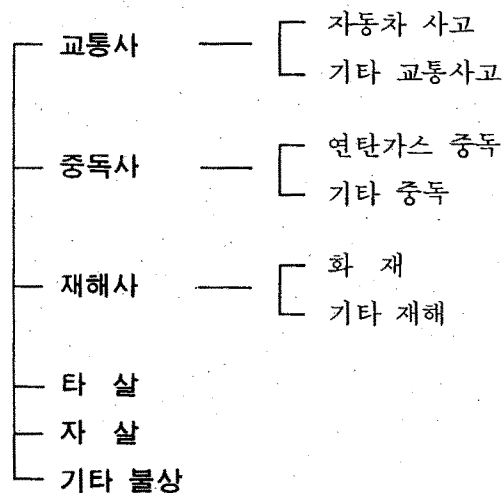 자동차 사고
교통사
기타 교통사고
연탄가스 중독
중독사
기타 중독
화 재
재해사
기타 재해
타 살
자 살
기타 불상